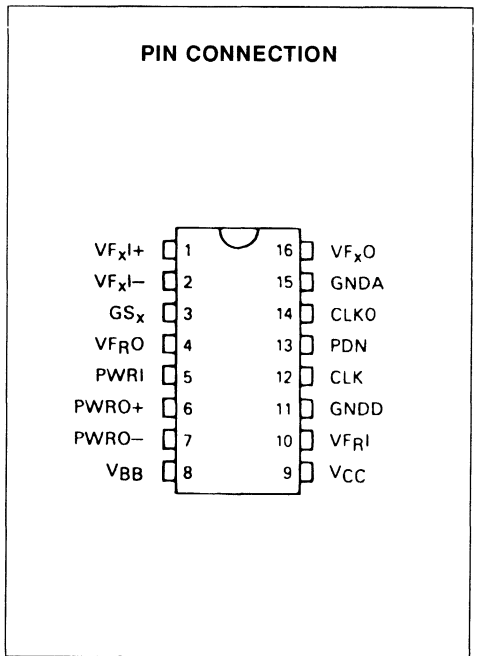 PIN CONNECTION
VFxI+ 1 16 VFxO
VFxI– 2 15 GNDA
GSx 3 14 CLK0
VFRO 4 13 PDN
PWRI 5 12 CLK
PWRO+ 6 11 GNDD
PWRO– 7 10 VFRI
VBB 8 9 VCC